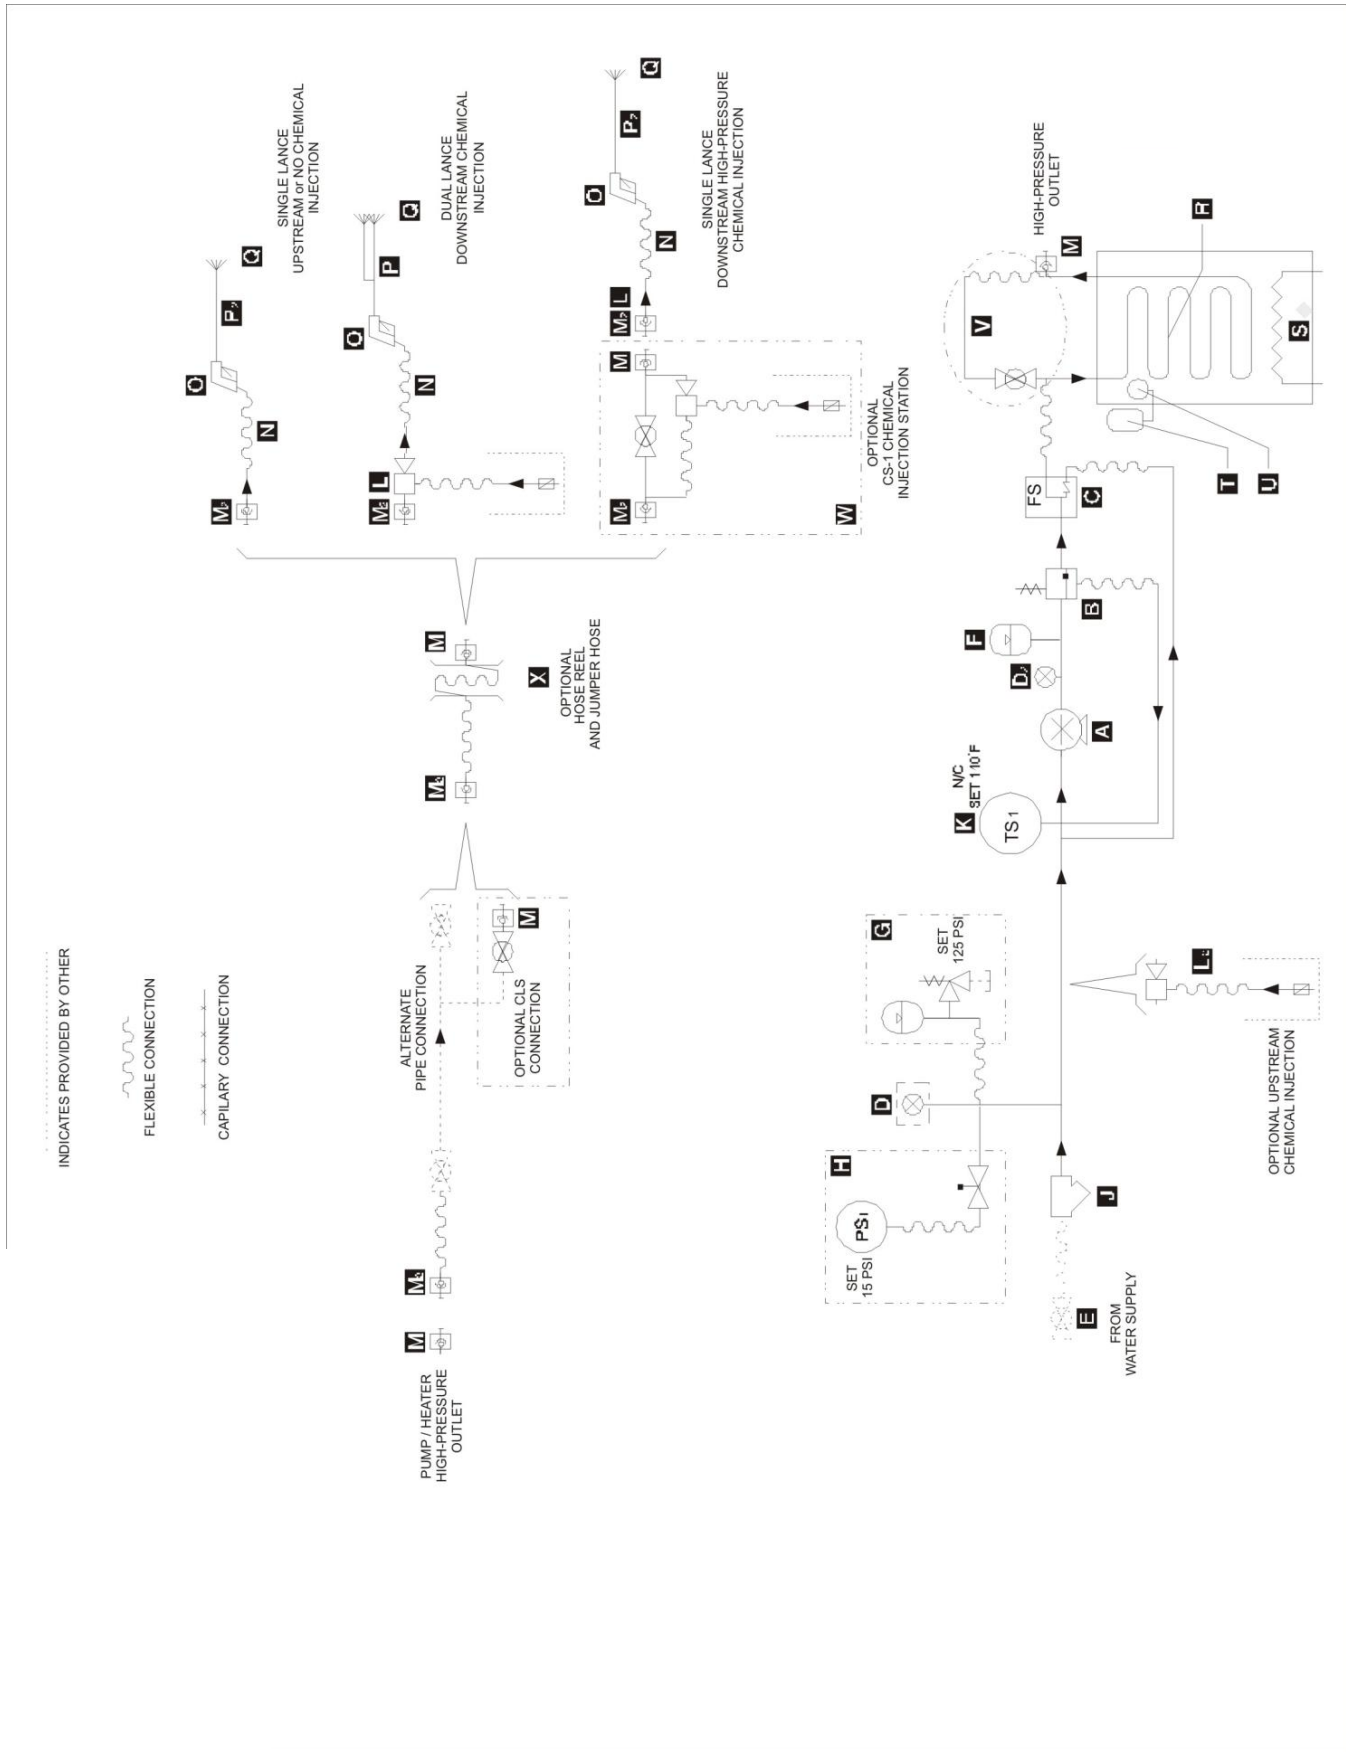 INDICATES PROVIDED BY OTHER
FLEXIBLE CONNECTION
CAPILARY CONNECTION
PUMP / HEATER
HIGH-PRESSURE
OUTLET
M
M
ALTERNATE
PIPE CONNECTION
OPTIONAL CLS
CONNECTION
M
M
M
X
OPTIONAL
HOSE REEL
AND JUMPER HOSE
M
N
O
P
Q
SINGLE LANCE
UPSTREAM or NO CHEMICAL
INJECTION
M
L
N
O
P
Q
DUAL LANCE
DOWNSTREAM CHEMICAL
INJECTION
M
M
W
OPTIONAL
CS-1 CHEMICAL
INJECTION STATION
M
L
N
O
P
Q
SINGLE LANCE
DOWNSTREAM HIGH-PRESSURE
CHEMICAL INJECTION
E
FROM
WATER SUPPLY
J
H
SET
15 PSI
D
G
SET
125 PSI
L
OPTIONAL UPSTREAM
CHEMICAL INJECTION
K
N/C
SET 110°F
TS1
A
D
F
B
FS
C
V
M
HIGH-PRESSURE
OUTLET
R
S
T
U